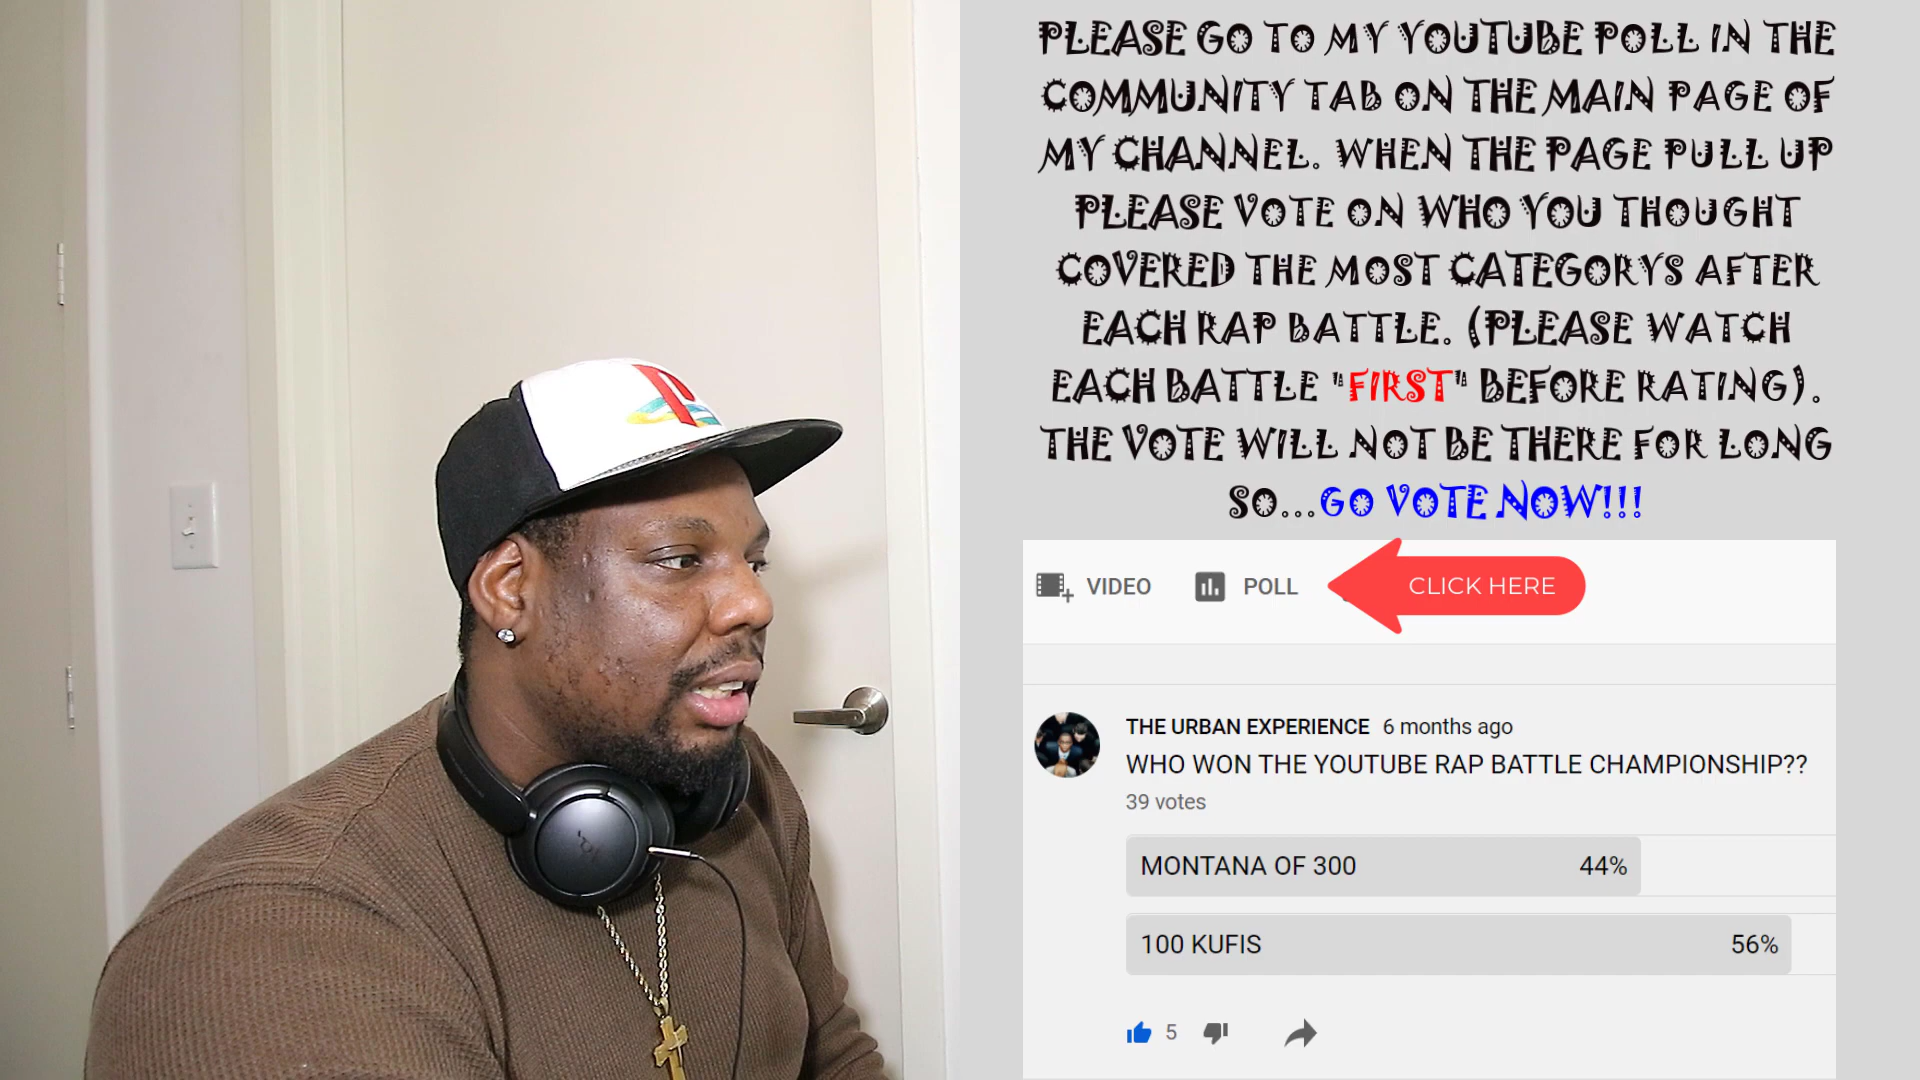 PLEASE GO TO MY YOUTUBE POLL IN THE
COMMUNITY TAB ON THE MAIN PAGE OF
MY CHANNEL. WHEN THE PAGE PULL UP
PLEASE VOTE ON WHO YOU THOUGHT
COVERED THE MOST CATEGORYS AFTER
EACH RAP BATTLE. (PLEASE WATCH
EACH BATTLE "FIRST" BEFORE RATING).
THE VOTE WILL NOT BE THERE FOR LONG
SO...GO VOTE NOW!!!
VIDEO POLL CLICK HERE
THE URBAN EXPERIENCE 6 months ago
WHO WON THE YOUTUBE RAP BATTLE CHAMPIONSHIP??
39 votes
MONTANA OF 300 44%
100 KUFIS 56%
5